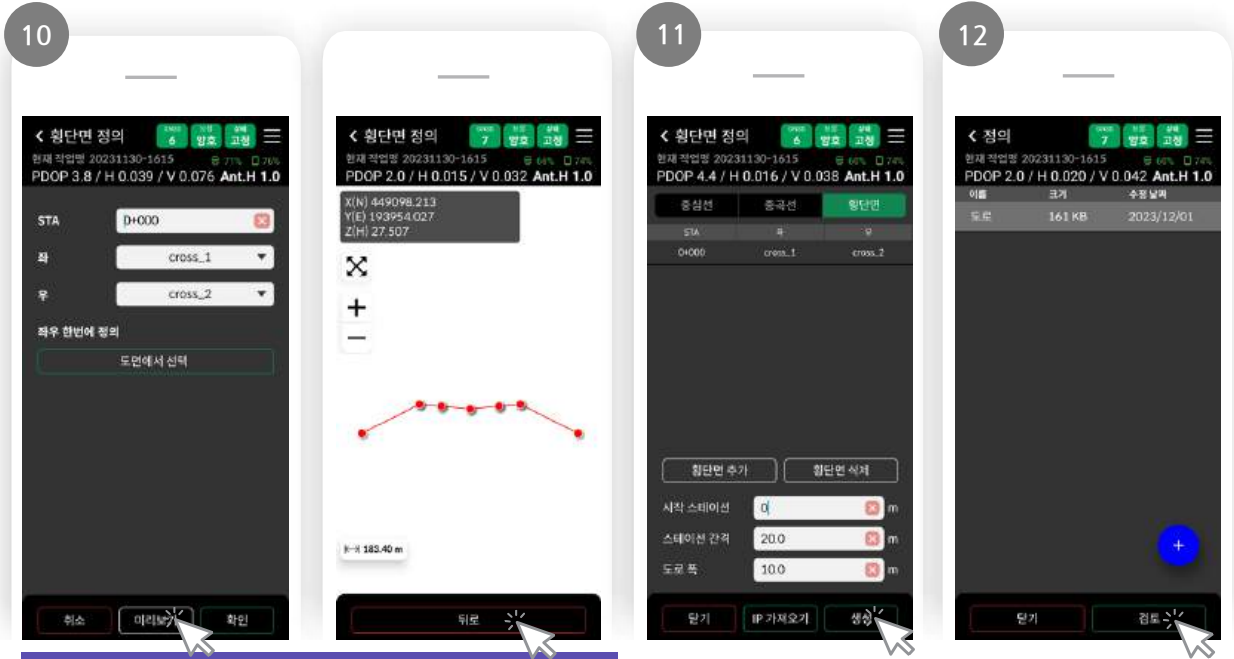 10
횡단면 정의
6
양호
고정
현재 작업명 20231130-1615
71%
76%
PDOP 3.8 / H 0.039 / V 0.076 Ant.H 1.0
STA
0+000
좌
cross_1
우
cross_2
좌우 한번에 정의
도면에서 선택
취소
미리보기
확인
횡단면 정의
7
양호
고정
현재 작업명 20231130-1615
66%
74%
PDOP 2.0 / H 0.015 / V 0.032 Ant.H 1.0
X(N) 449098.213
Y(E) 193954.027
Z(H) 27.507
183.40 m
뒤로
11
횡단면 정의
6
양호
고정
현재 작업명 20231130-1615
66%
74%
PDOP 4.4 / H 0.016 / V 0.038 Ant.H 1.0
중심선
종곡선
횡단면
STA
좌
우
0+000
cross_1
cross_2
횡단면 추가
횡단면 삭제
시작 스테이션
0
m
스테이션 간격
20.0
m
도로 폭
10.0
m
닫기
IP 가져오기
생성
12
정의
7
양호
고정
현재 작업명 20231130-1615
66%
74%
PDOP 2.0 / H 0.020 / V 0.042 Ant.H 1.0
이름
크기
수정 날짜
도로
161 KB
2023/12/01
닫기
검토